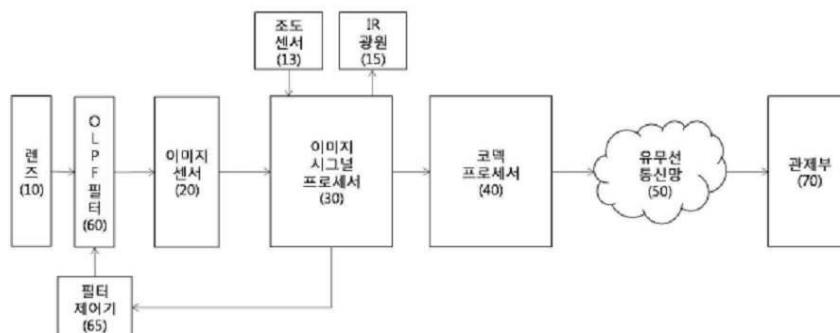 조도
센서
(13)
IR
광원
(15)
렌
즈
(10)
O
L
P
F
필
터
(60)
이미지
센서
(20)
이미지
시그널
프로세서
(30)
코덱
프로세서
(40)
유무선
통신망
(50)
관제부
(70)
필터
제어기
(65)